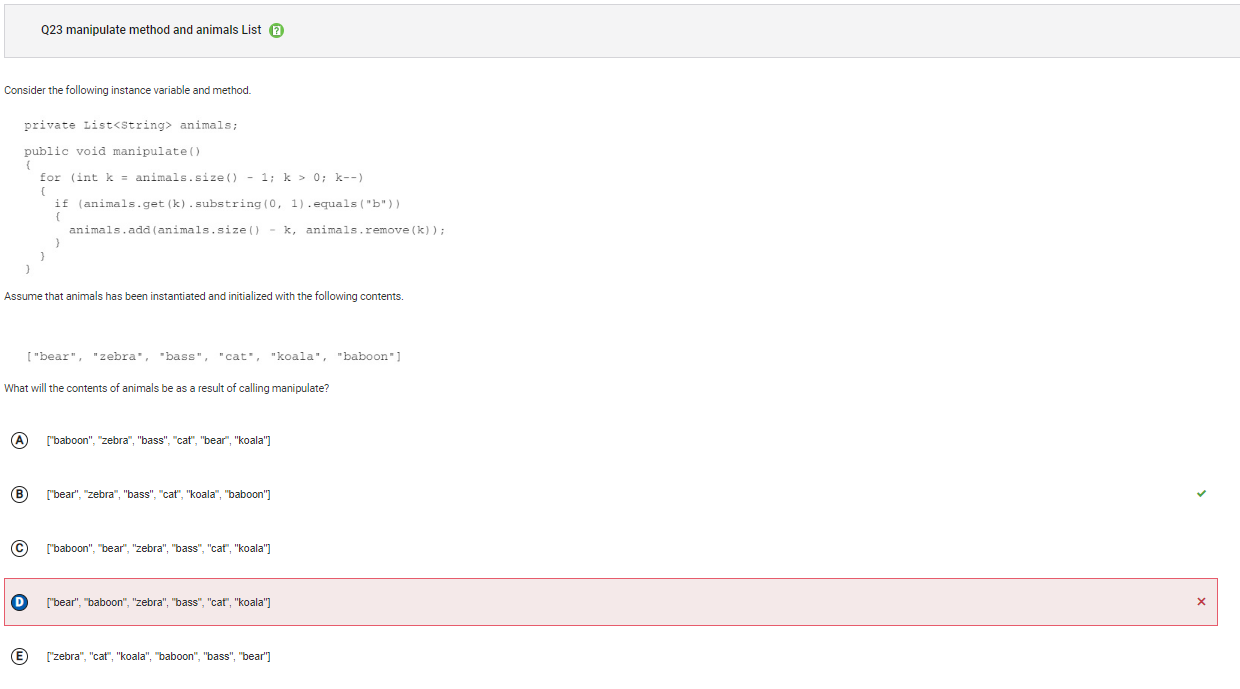 Q23 manipulate method and animals List
Consider the following instance variable and method.
private List<String> animals;
public void manipulate()
{
for (int k = animals.size() - 1; k > 0; k--)
{
if (animals.get(k).substring(0, 1).equals("b"))
{
animals.add(animals.size() - k, animals.remove(k));
}
}
}
Assume that animals has been instantiated and initialized with the following contents.
["bear", "zebra", "bass", "cat", "koala", "baboon"]
What will the contents of animals be as a result of calling manipulate?
A ["baboon", "zebra", "bass", "cat", "bear", "koala"]
B ["bear", "zebra", "bass", "cat", "koala", "baboon"]
C ["baboon", "bear", "zebra", "bass", "cat", "koala"]
D ["bear", "baboon", "zebra", "bass", "cat", "koala"]
E ["zebra", "cat", "koala", "baboon", "bass", "bear"]